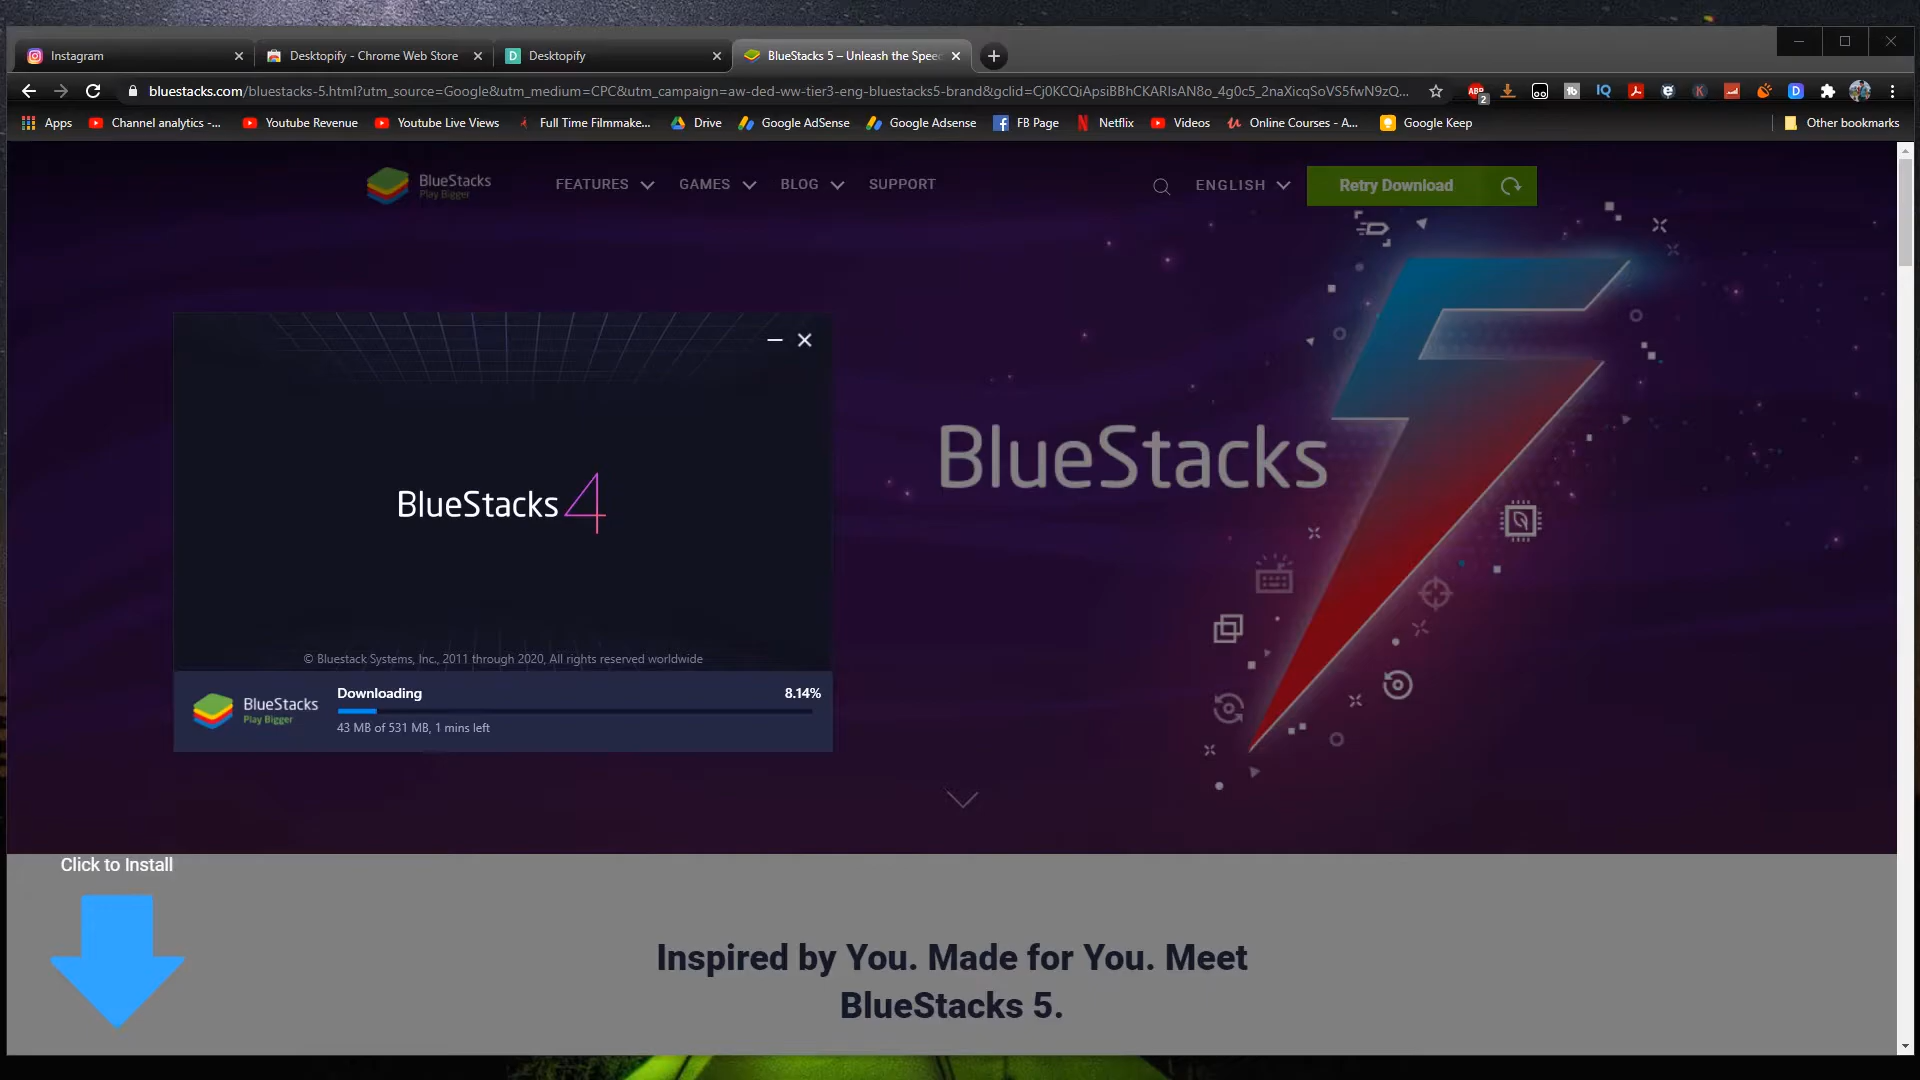 Instagram
Desktopify - Chrome Web Store
Desktopify
BlueStacks 5 – Unleash the Speed
bluestacks.com/bluestacks-5.html?utm_source=Google&utm_medium=CPC&utm_campaign=aw-ded-ww-tier3-eng-bluestacks5-brand&gclid=Cj0KCQiApsiBBhCKARIsAN8o_4g0c5_2naXicqSoVS5fwN9zQ...
Apps
Channel analytics -...
Youtube Revenue
Youtube Live Views
Full Time Filmmake...
Drive
Google AdSense
Google Adsense
FB Page
Netflix
Videos
Online Courses - A...
Google Keep
Other bookmarks
BlueStacks
Play Bigger
FEATURES
GAMES
BLOG
SUPPORT
ENGLISH
Retry Download
BlueStacks 4
BlueStacks 5
© Bluestack Systems, Inc., 2011 through 2020, All rights reserved worldwide
BlueStacks
Play Bigger
Downloading
8.14%
43 MB of 531 MB, 1 mins left
Click to Install
Inspired by You. Made for You. Meet
BlueStacks 5.